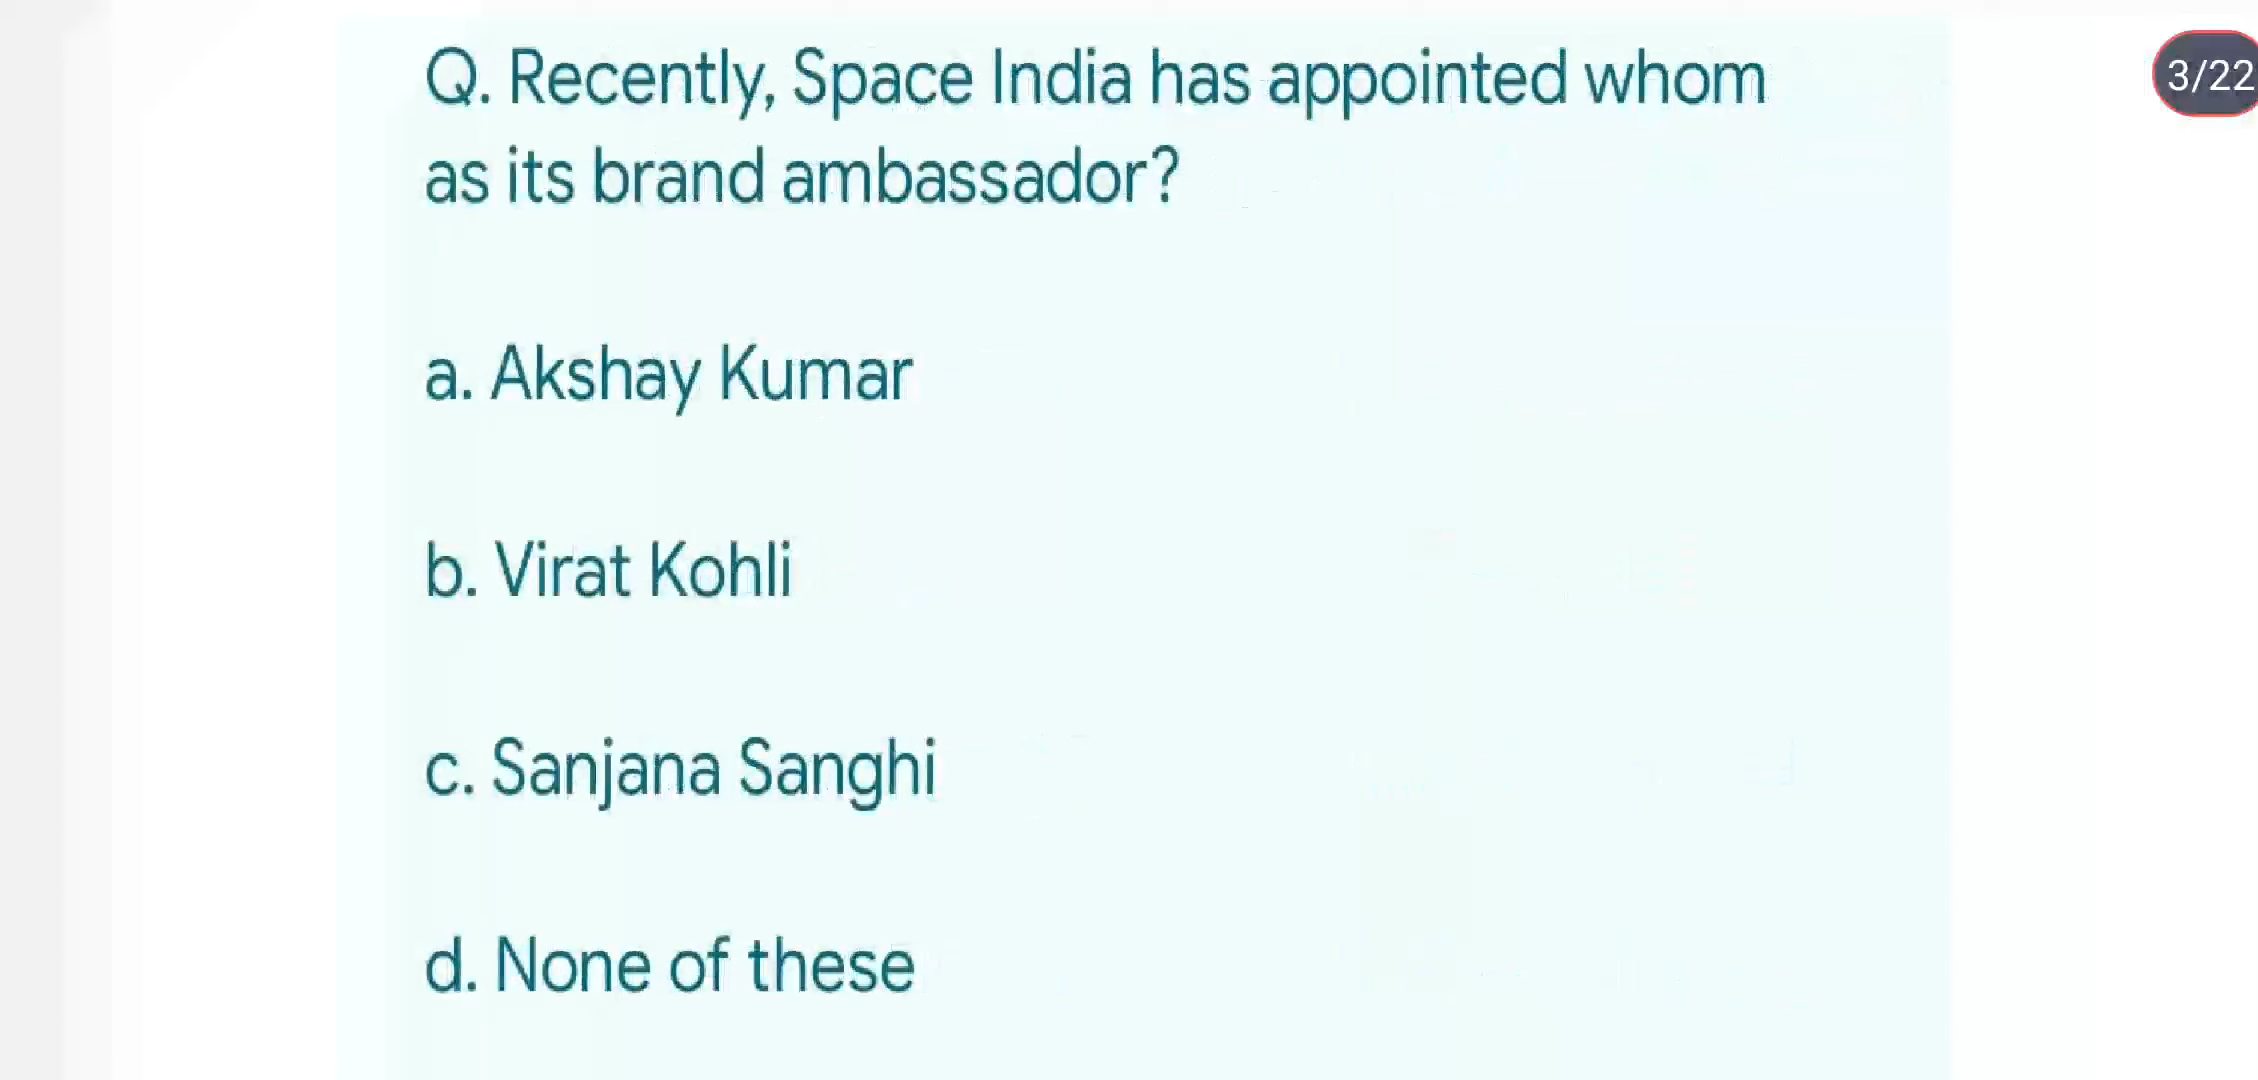 Q. Recently, Space India has appointed whom
3/22
as its brand ambassador?
a. Akshay Kumar
b. Virat Kohli
c. Sanjana Sanghi
d. None of these